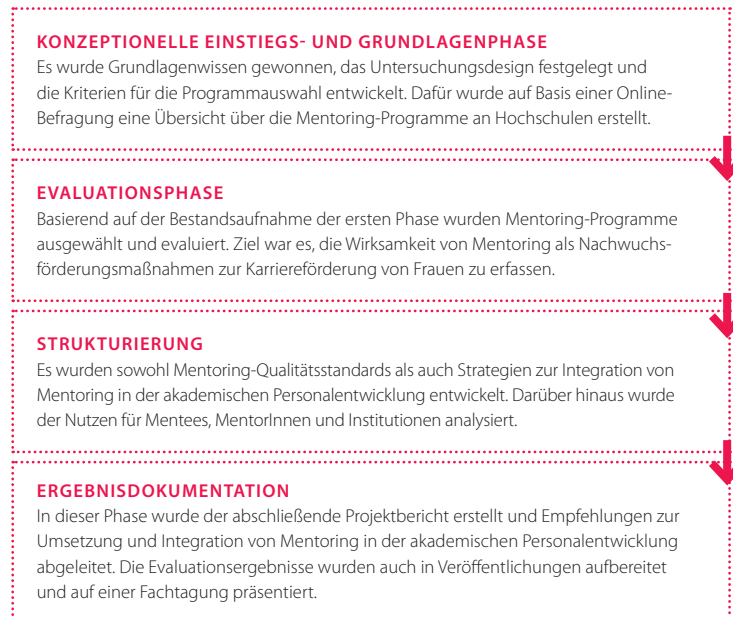 KONZEPTIONELLE EINSTIEGS- UND GRUNDLAGENPHASE
Es wurde Grundlagenwissen gewonnen, das Untersuchungsdesign festgelegt und
die Kriterien für die Programmauswahl entwickelt. Dafür wurde auf Basis einer Online-
Befragung eine Übersicht über die Mentoring-Programme an Hochschulen erstellt.
EVALUATIONSPHASE
Basierend auf der Bestandsaufnahme der ersten Phase wurden Mentoring-Programme
ausgewählt und evaluiert. Ziel war es, die Wirksamkeit von Mentoring als Nachwuchs-
förderungsmaßnahmen zur Karriereförderung von Frauen zu erfassen.
STRUKTURIERUNG
Es wurden sowohl Mentoring-Qualitätsstandards als auch Strategien zur Integration von
Mentoring in der akademischen Personalentwicklung entwickelt. Darüber hinaus wurde
der Nutzen für Mentees, MentorInnen und Institutionen analysiert.
ERGEBNISDOKUMENTATION
In dieser Phase wurde der abschließende Projektbericht erstellt und Empfehlungen zur
Umsetzung und Integration von Mentoring in der akademischen Personalentwicklung
abgeleitet. Die Evaluationsergebnisse wurden auch in Veröffentlichungen aufbereitet
und auf einer Fachtagung präsentiert.